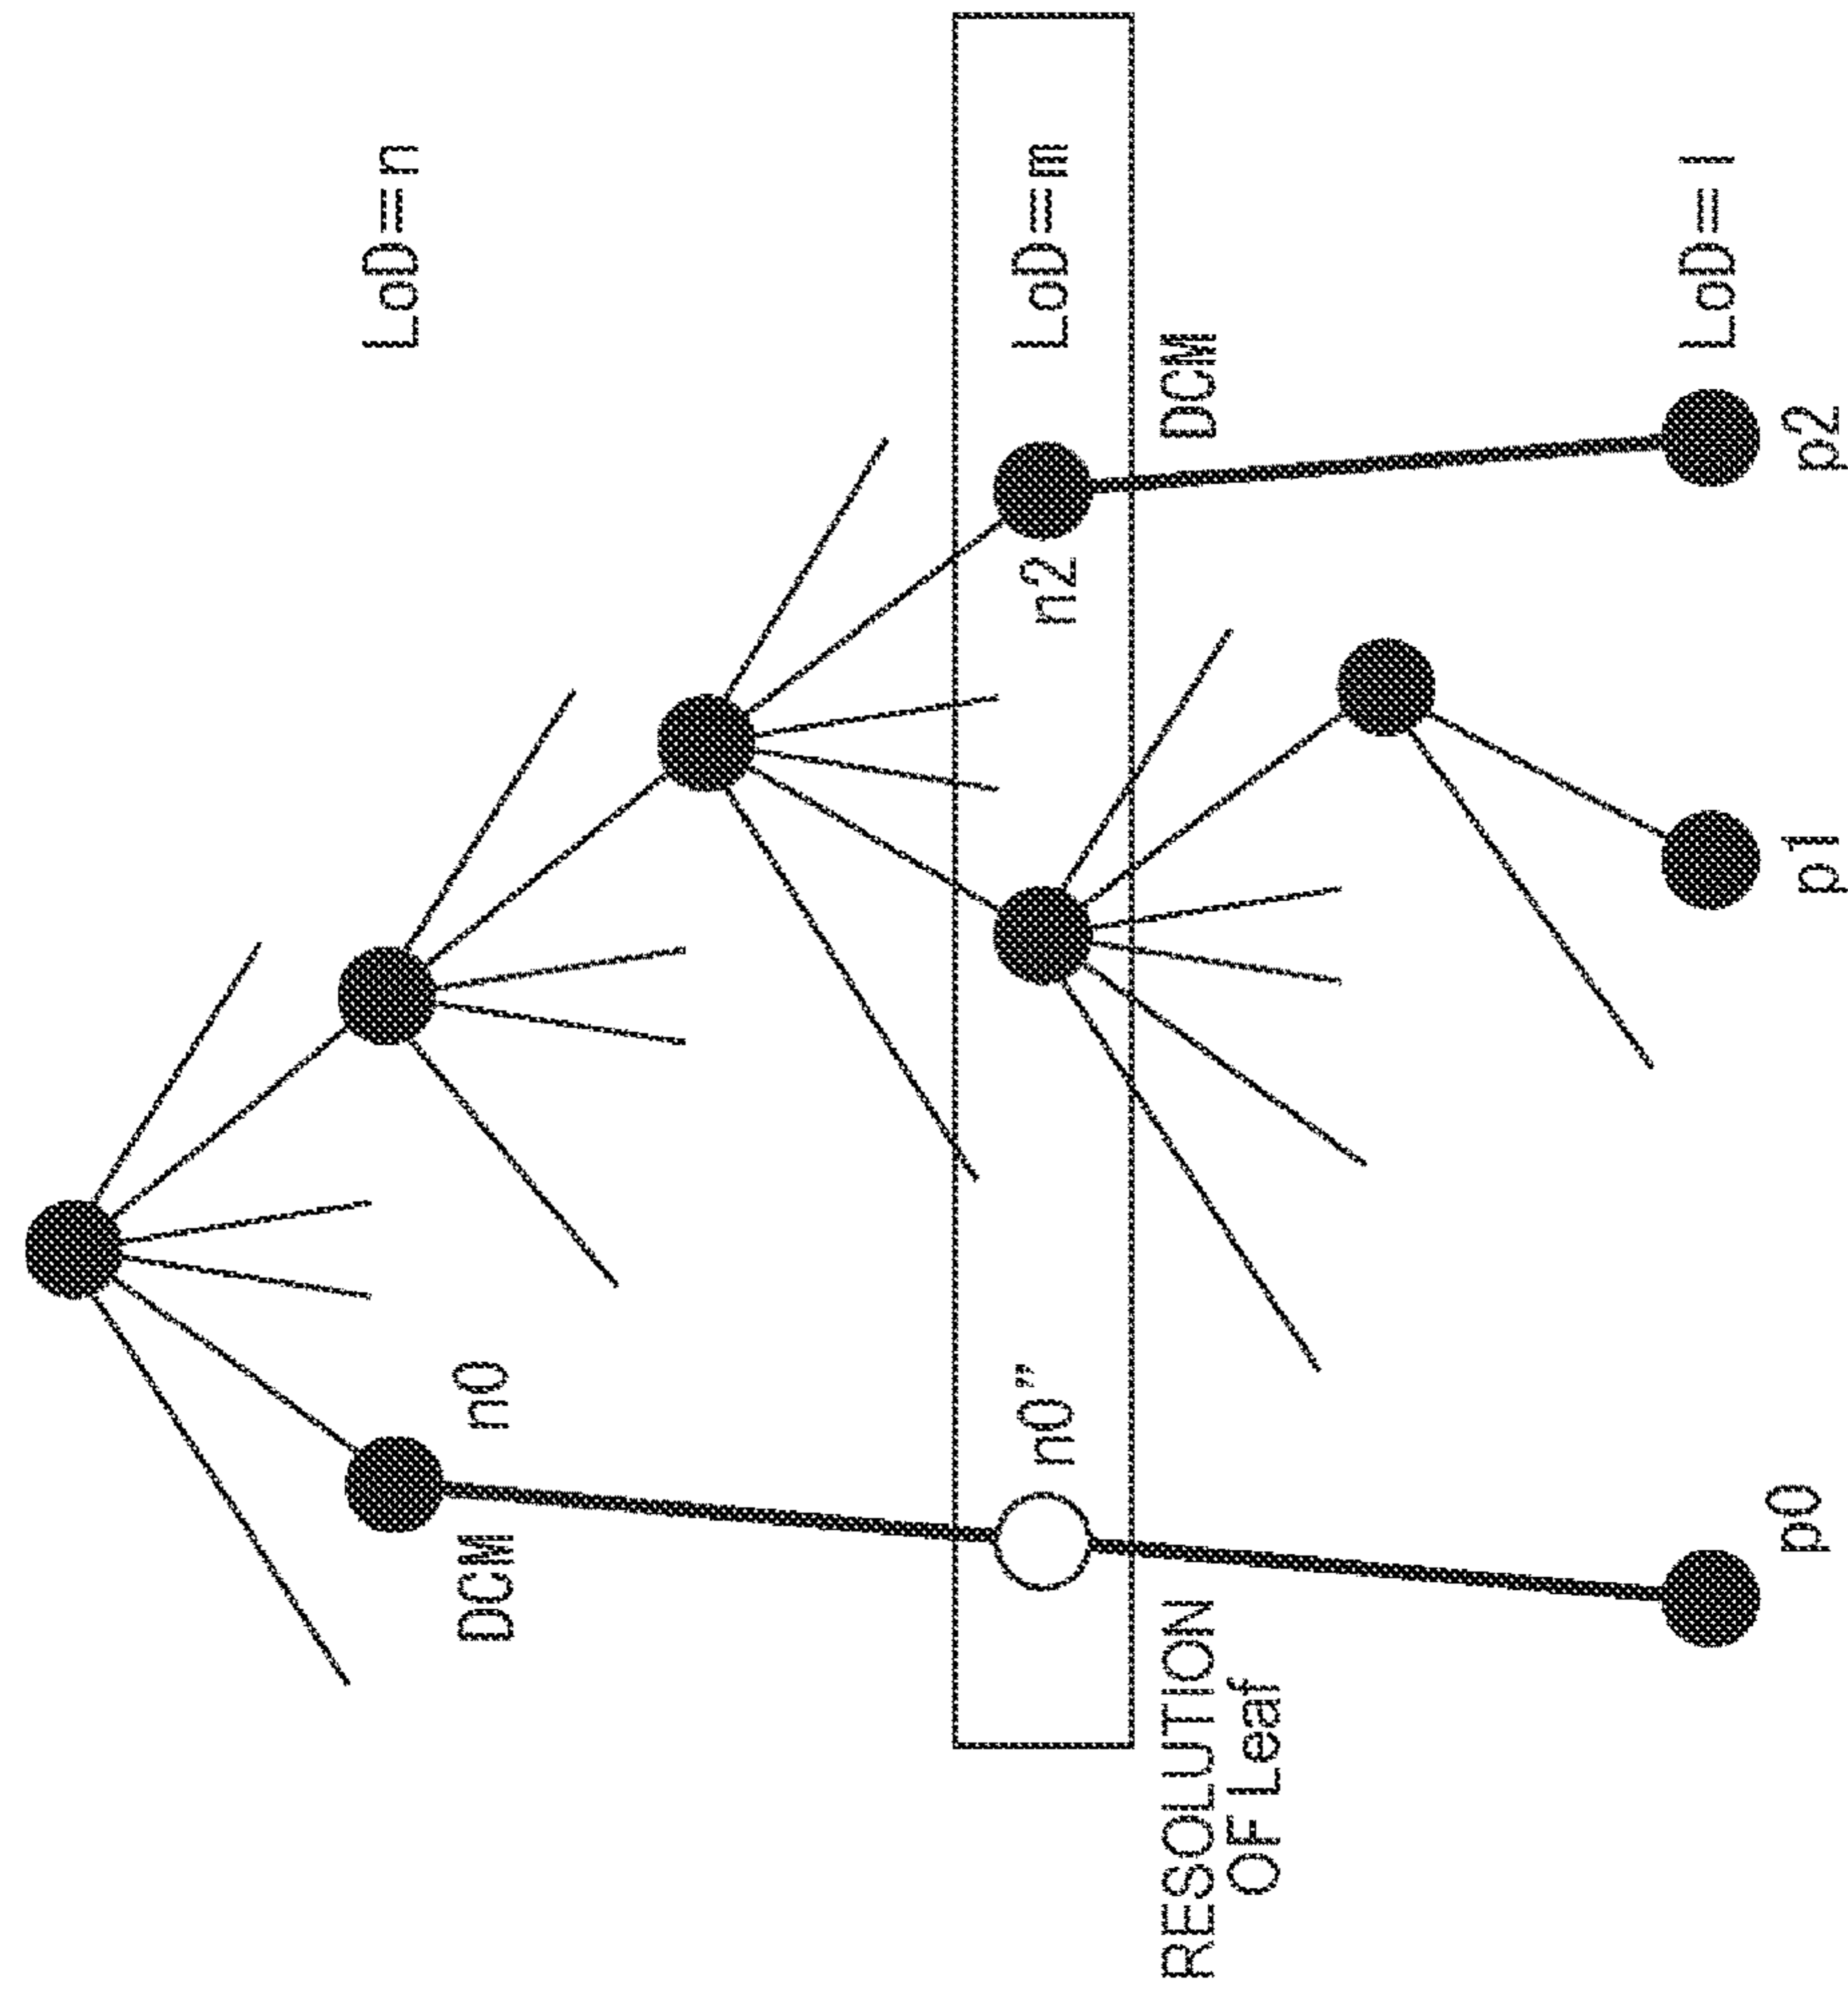 LoD=n
n0
DCM
LoD=m
n2
n0”
DCM
RESOLUTION
OF Leaf
LoD=l
p2
p1
p0